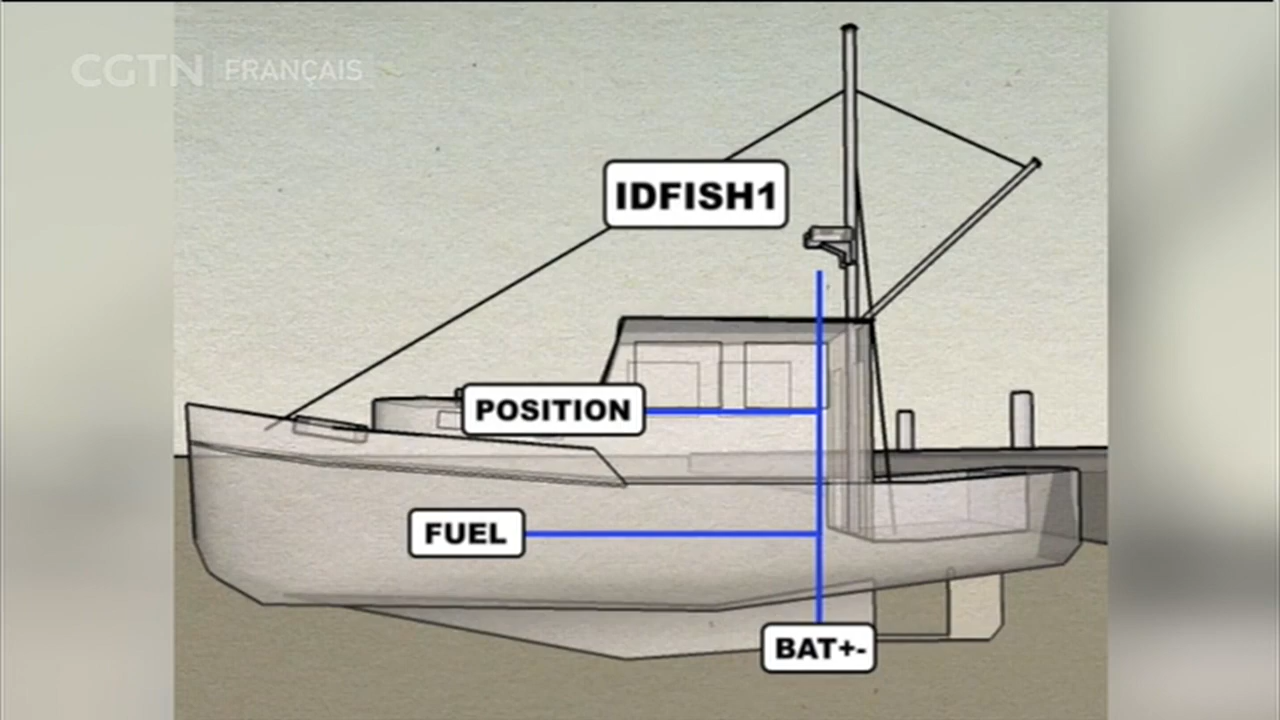 CGTN FRANÇAIS
IDFISH1
POSITION
FUEL
BAT+-